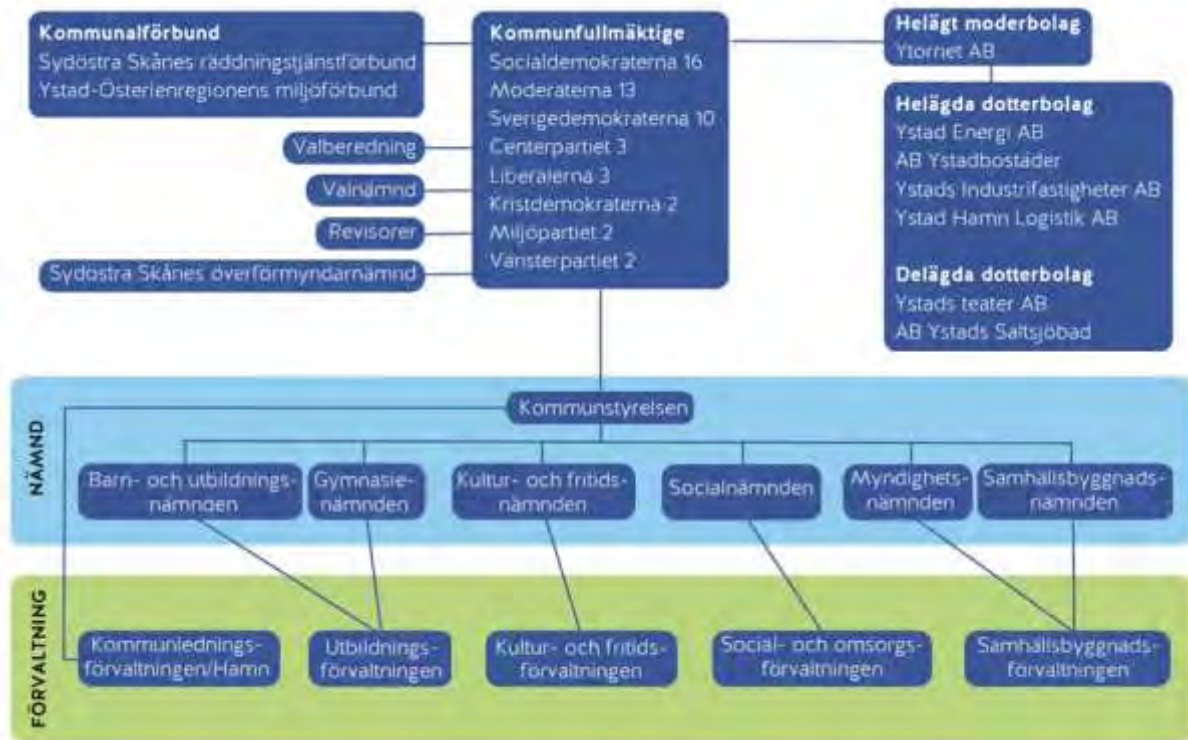 Kommunalförbund
Sydöstra Skånes räddningstjänstförbund
Ystad-Österlenregionens miljöförbund
Valberedning
Valnämnd
Revisorer
Sydöstra Skånes överförmyndarnämnd
Kommunfullmäktige
Socialdemokraterna 16
Moderaterna 13
Sverigedemokraterna 10
Centerpartiet 3
Liberalerna 3
Kristdemokraterna 2
Miljöpartiet 2
Vänsterpartiet 2
Helägt moderbolag
Ytornet AB
Helägda dotterbolag
Ystad Energi AB
AB Ystadbostäder
Ystads Industrifastigheter AB
Ystad Hamn Logistik AB
Delägda dotterbolag
Ystads teater AB
AB Ystads Saltsjöbad
NÄMND
Kommunstyrelsen
Barn- och utbildnings-
nämnden
Gymnasie-
nämnden
Kultur- och fritids-
nämnden
Socialnämnden
Myndighets-
nämnden
Samhällsbyggnads-
nämnden
FÖRVALTNING
Kommunlednings-
förvaltningen/Hamn
Utbildnings-
förvaltningen
Kultur- och fritids-
förvaltningen
Social- och omsorgs-
förvaltningen
Samhällsbyggnads-
förvaltningen